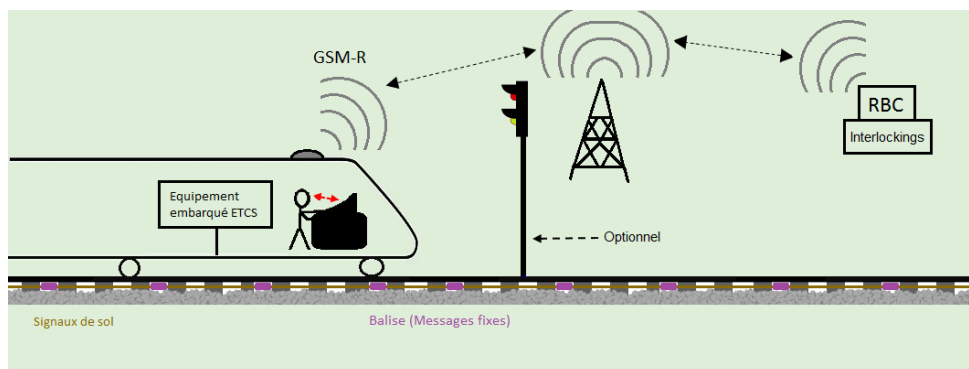 GSM-R
RBC
Interlockings
Equipement
embarqué ETCS
Optionnel
Signaux de sol
Balise (Messages fixes)